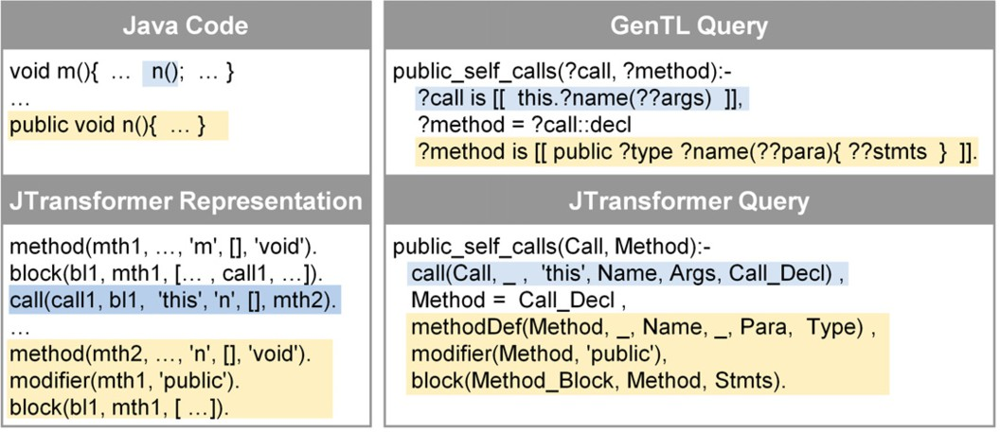 Java Code
void m(){ … n(); … }
…
public void n(){ … }
GenTL Query
public_self_calls(?call, ?method):-
?call is [[ this.?name(??args) ]],
?method = ?call::decl
?method is [[ public ?type ?name(??para){ ??stmts } ]].
JTransformer Representation
method(mth1, …, 'm', [], 'void').
block(bl1, mth1, [… , call1, …]).
call(call1, bl1, 'this', 'n', [], mth2).
…
method(mth2, …, 'n', [], 'void').
modifier(mth1, 'public').
block(bl1, mth1, [ …]).
JTransformer Query
public_self_calls(Call, Method):-
call(Call, _ , 'this', Name, Args, Call_Decl) ,
Method = Call_Decl ,
methodDef(Method, _, Name, _, Para, Type) ,
modifier(Method, 'public'),
block(Method_Block, Method, Stmts).